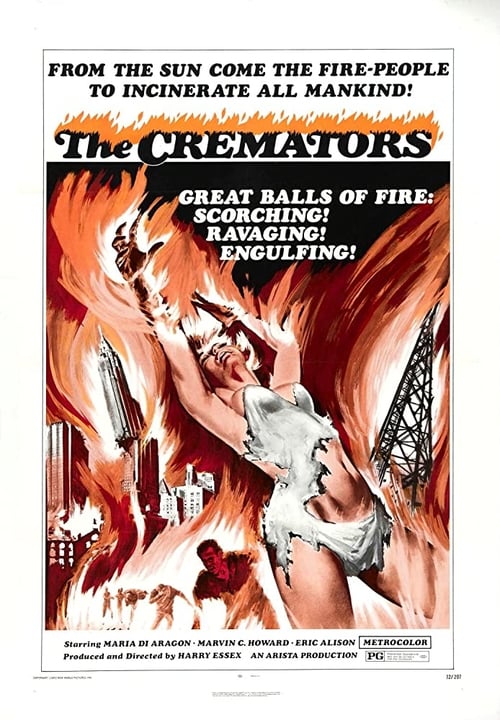 FROM THE SUN COME THE FIRE-PEOPLE
TO INCINERATE ALL MANKIND!
The CREMATORS
GREAT BALLS OF FIRE:
SCORCHING!
RAVAGING!
ENGULFING!
Starring MARIA DI ARAGON · MARVIN C. HOWARD · ERIC ALISON METROCOLOR
Produced and Directed by HARRY ESSEX AN ARISTA PRODUCTION PG